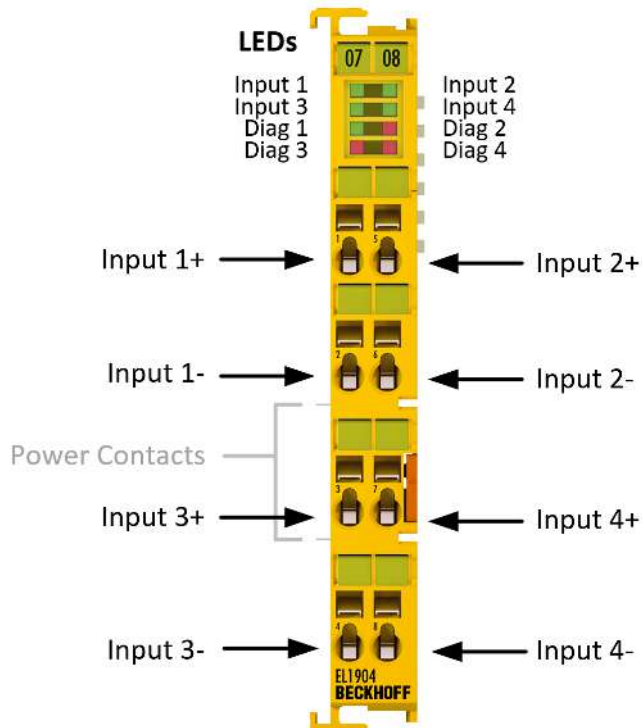 LEDs
07 08
Input 1 Input 2
Input 3 Input 4
Diag 1 Diag 2
Diag 3 Diag 4
1 5
Input 1+ Input 2+
2 6
Input 1- Input 2-
Power Contacts
3 7
Input 3+ Input 4+
4 8
Input 3- Input 4-
EL1904
BECKHOFF